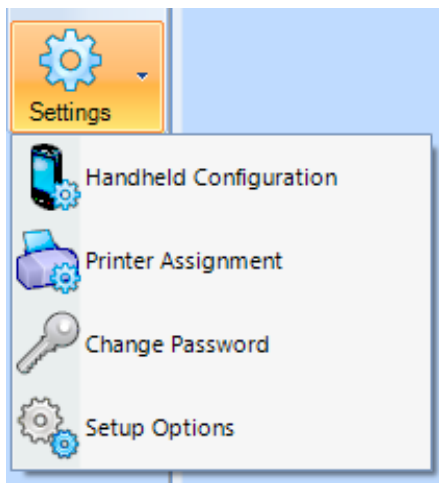 Settings
Handheld Configuration
Printer Assignment
Change Password
Setup Options